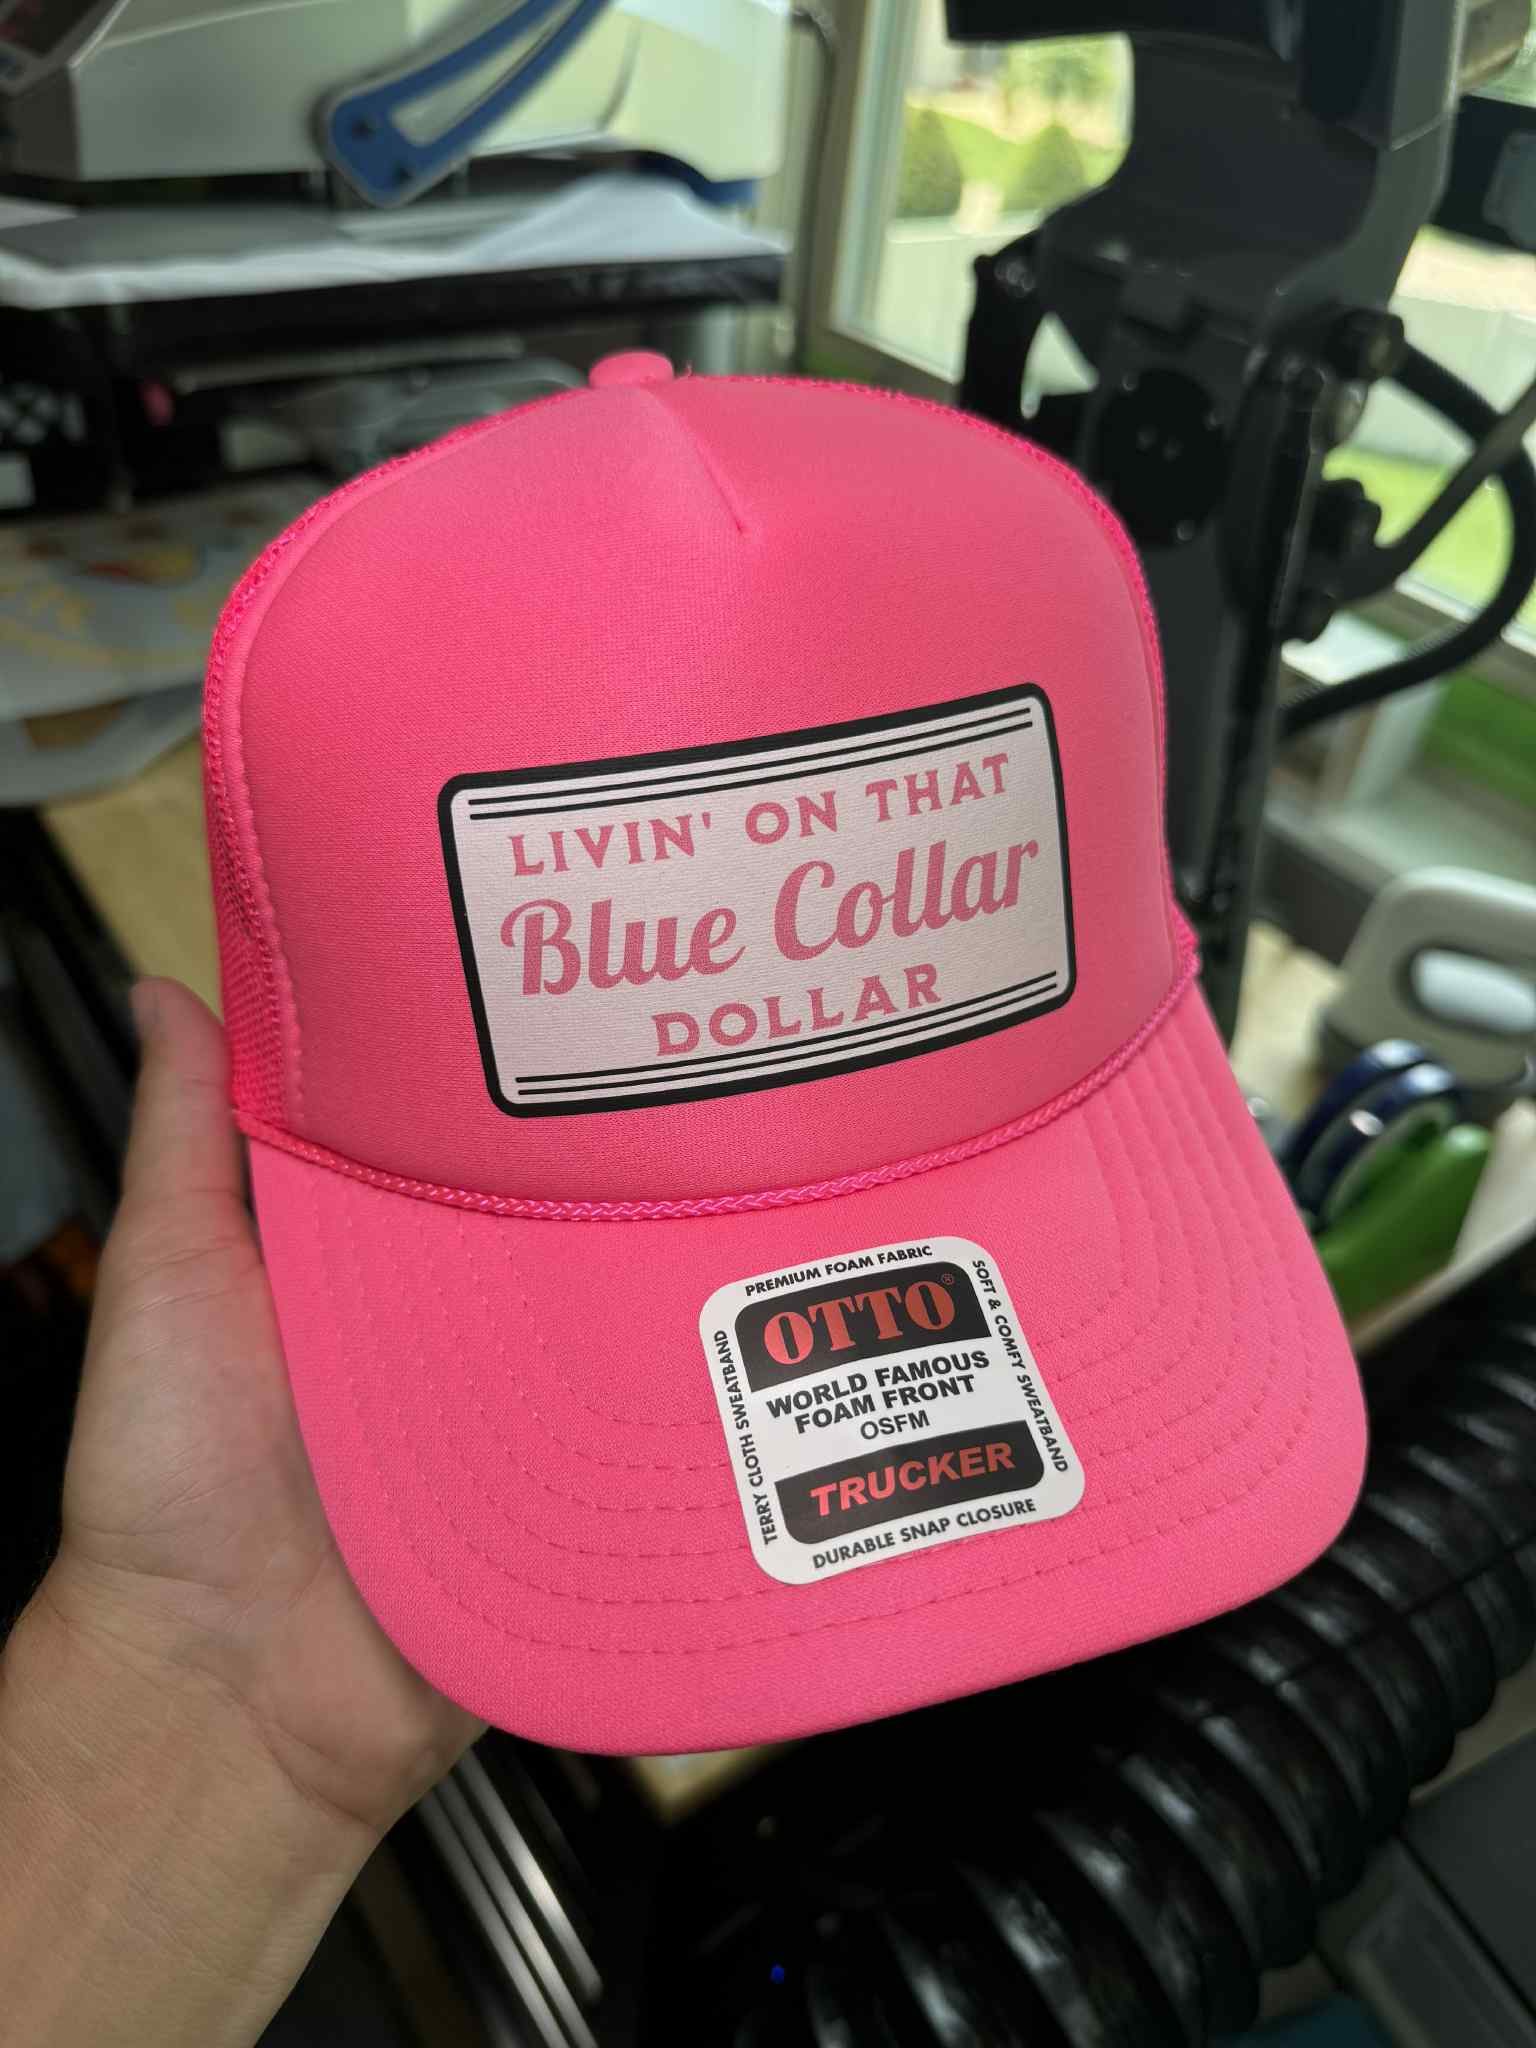 LIVIN' ON THAT
Blue Collar
DOLLAR
PREMIUM FOAM FABRIC
OTTO®
WORLD FAMOUS
FOAM FRONT
OSFM
TRUCKER
DURABLE SNAP CLOSURE
TERRY CLOTH SWEATBAND
SOFT & COMFY SWEATBAND